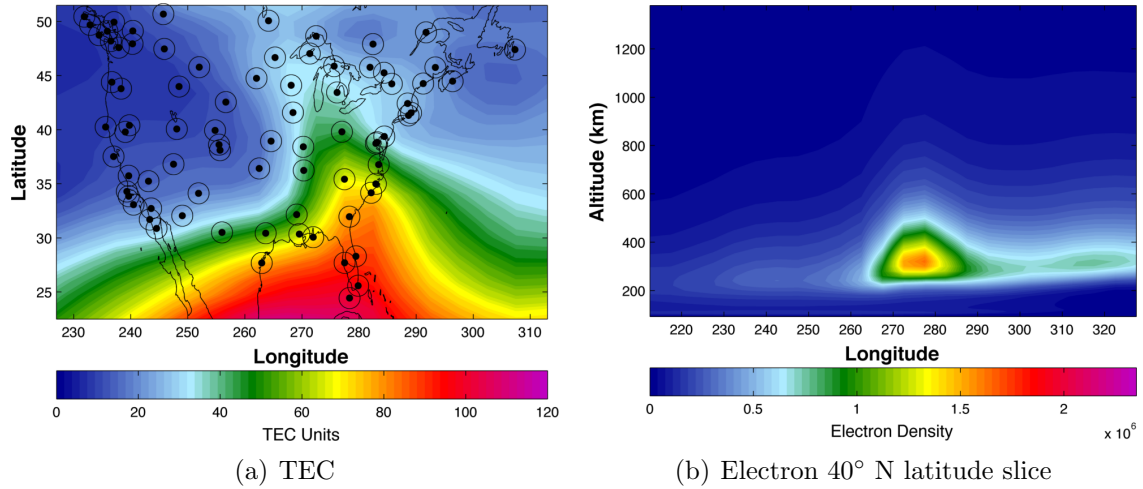 50
45
40
35
30
25
Latitude
230 240 250 260 270 280 290 300 310
Longitude
0 20 40 60 80 100 120
TEC Units
(a) TEC
1200
1000
800
600
400
200
Altitude (km)
220 230 240 250 260 270 280 290 300 310 320
Longitude
0 0.5 1 1.5 2
Electron Density
x 10^6
(b) Electron 40° N latitude slice